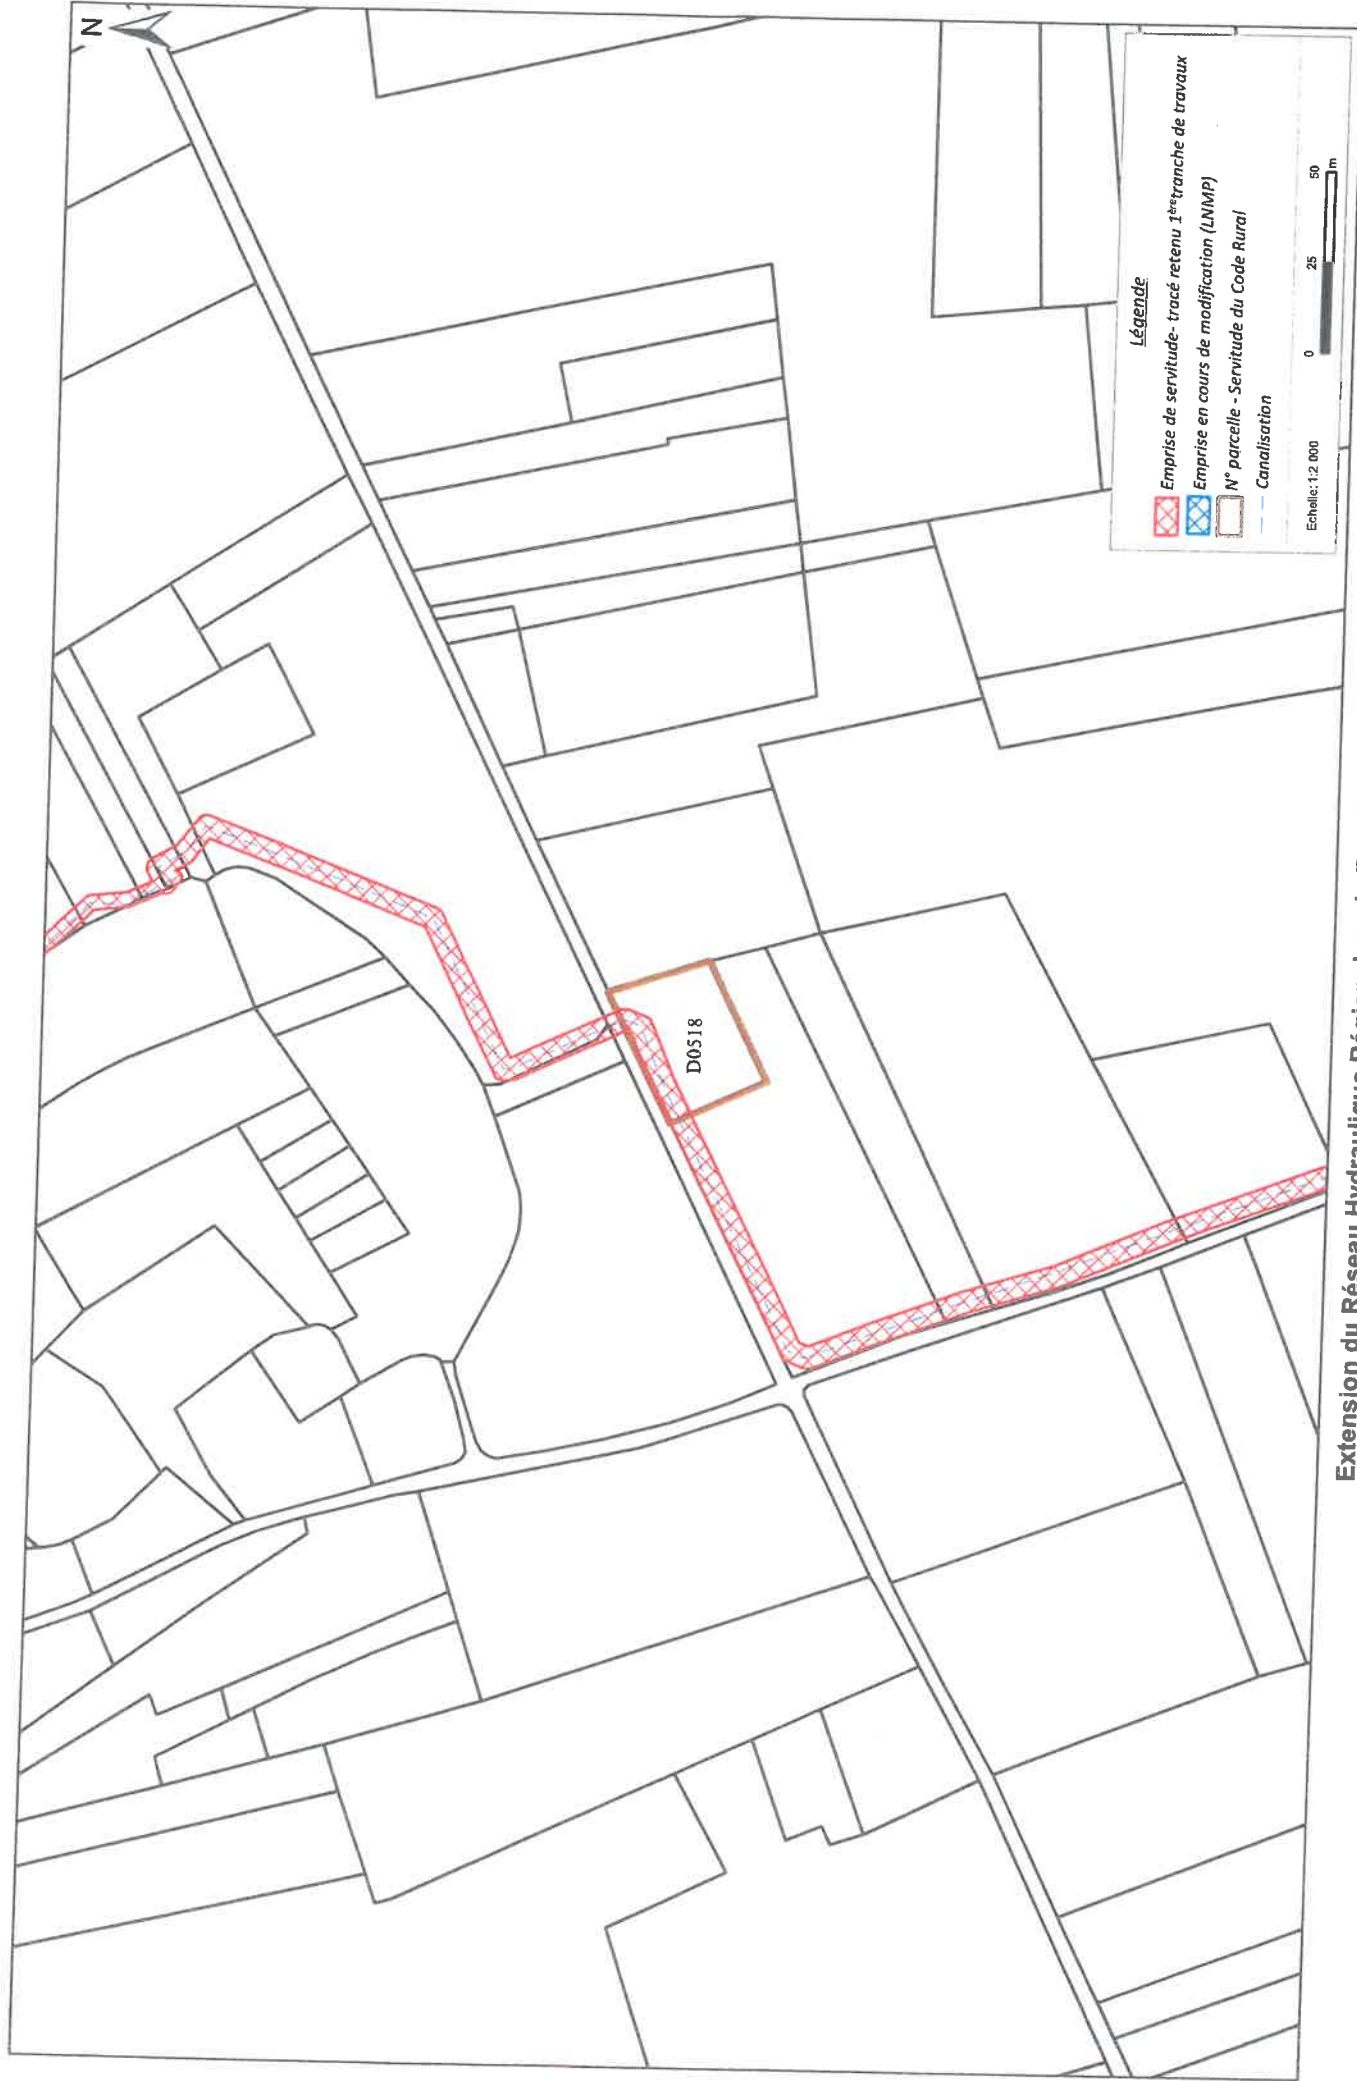 N
D0518
Légende
Emprise de servitude- tracé retenu 1ère tranche de travaux
Emprise en cours de modification (LNMP)
N° parcelle - Servitude du Code Rural
Canalisation
Echelle: 1:2 000
0 25 50
m
Extension du Réseau Hydraulique Régional